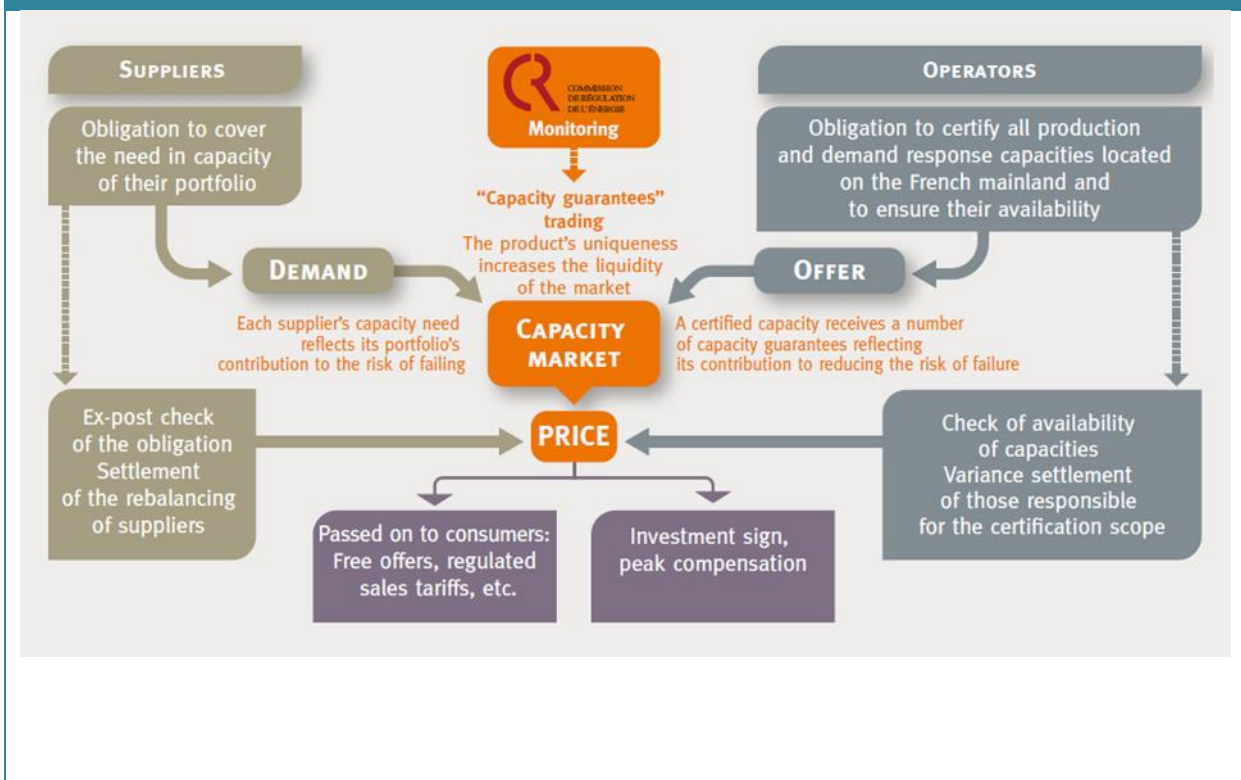 SUPPLIERS
Obligation to cover
the need in capacity
of their portfolio
COMMISSION
DE RÉGULATION
DE L'ÉNERGIE
Monitoring
OPERATORS
Obligation to certify all production
and demand response capacities located
on the French mainland and
to ensure their availability
"Capacity guarantees"
trading
The product's uniqueness
increases the liquidity
of the market
DEMAND
OFFER
Each supplier's capacity need
reflects its portfolio's
contribution to the risk of failing
CAPACITY
MARKET
A certified capacity receives a number
of capacity guarantees reflecting
its contribution to reducing the risk of failure
Ex-post check
of the obligation
Settlement
of the rebalancing
of suppliers
PRICE
Check of availability
of capacities
Variance settlement
of those responsible
for the certification scope
Passed on to consumers:
Free offers, regulated
sales tariffs, etc.
Investment sign,
peak compensation